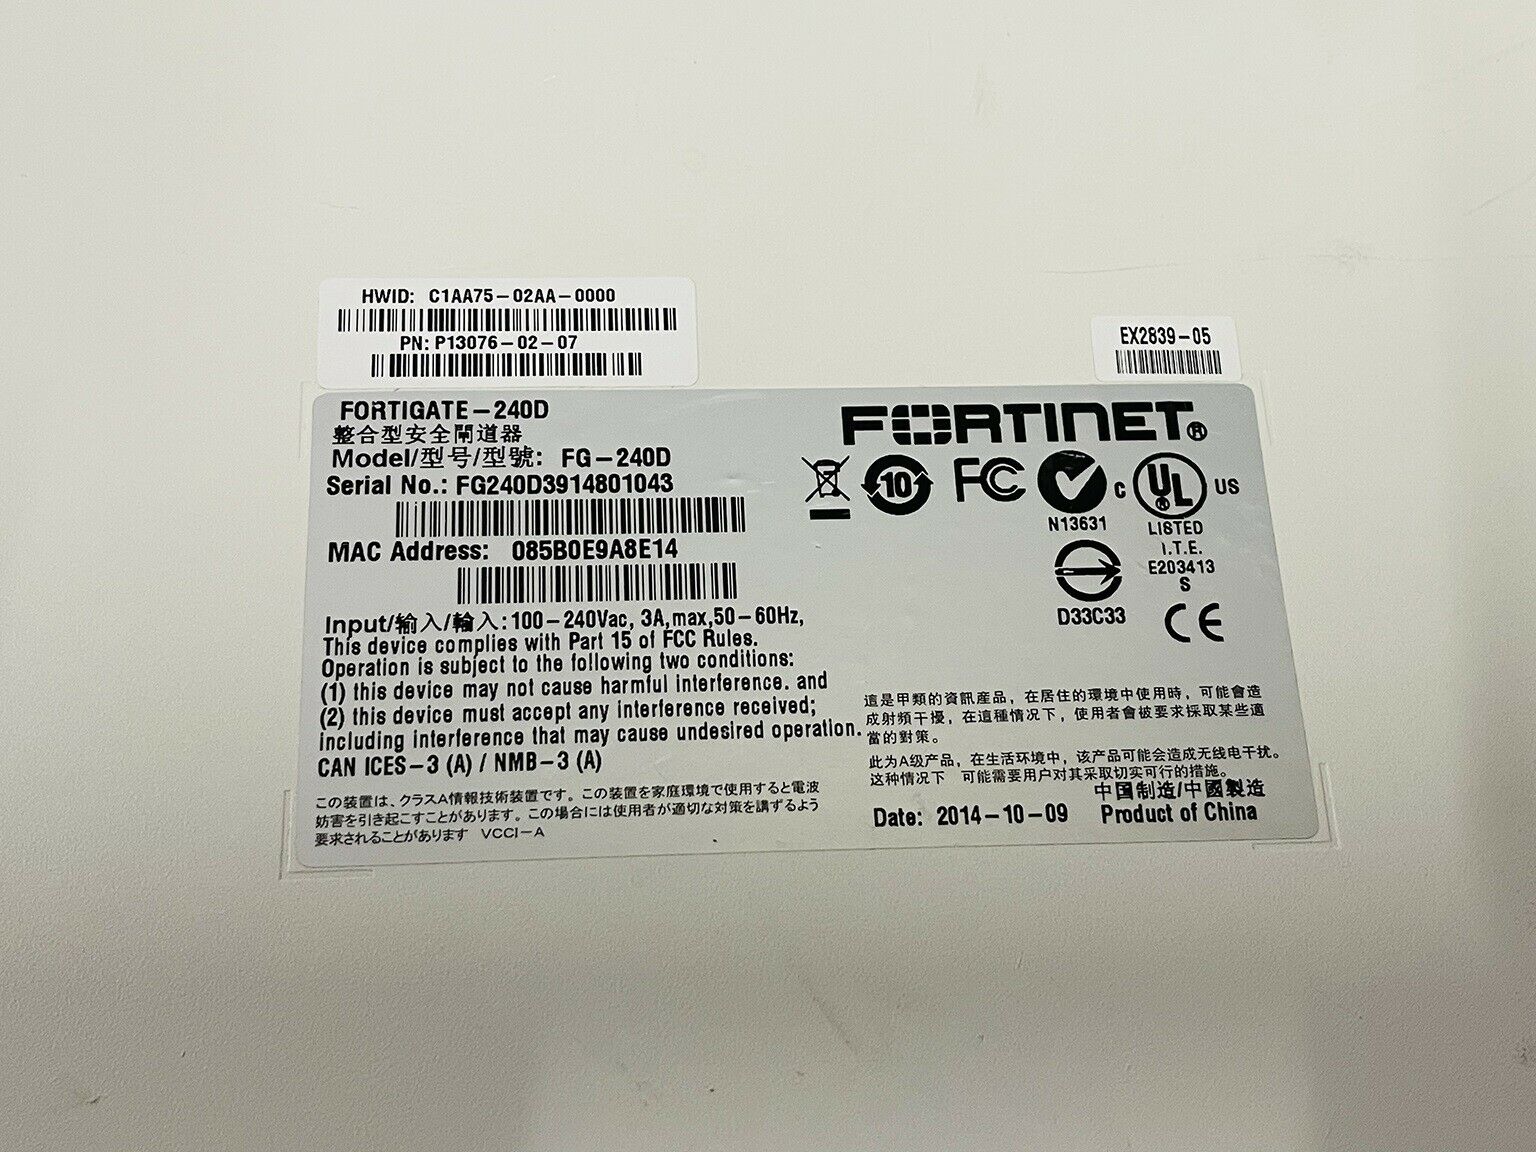 HWID: C1AA75-02AA-0000
PN: P13076-02-07
EX2839-05
FORTIGATE-240D
整合型安全閘道器
Model/型号/型號: FG-240D
Serial No.: FG240D3914801043
MAC Address: 085B0E9A8E14
Input/输入/輸入: 100-240Vac, 3A,max,50-60Hz,
This device complies with Part 15 of FCC Rules.
Operation is subject to the following two conditions:
(1) this device may not cause harmful interference. and
(2) this device must accept any interference received;
including interference that may cause undesired operation.
CAN ICES-3 (A) / NMB-3 (A)
この装置は、クラスA情報技術装置です。この装置を家庭環境で使用すると電波
妨害を引き起こすことがあります。この場合には使用者が適切な対策を講ずるよう
要求されることがあります VCCI-A
FORTINET®
10
FC
N13631
C UL® US
LISTED
I.T.E.
E203413
S
D33C33
CE
這是甲類的資訊產品，在居住的環境中使用時，可能會造
成射頻干擾，在這種情況下，使用者會被要求採取某些適
當的對策。
此为A级产品，在生活环境中，该产品可能会造成无线电干扰。
这种情况下 可能需要用户对其采取切实可行的措施。
中国制造/中國製造
Date: 2014-10-09 Product of China